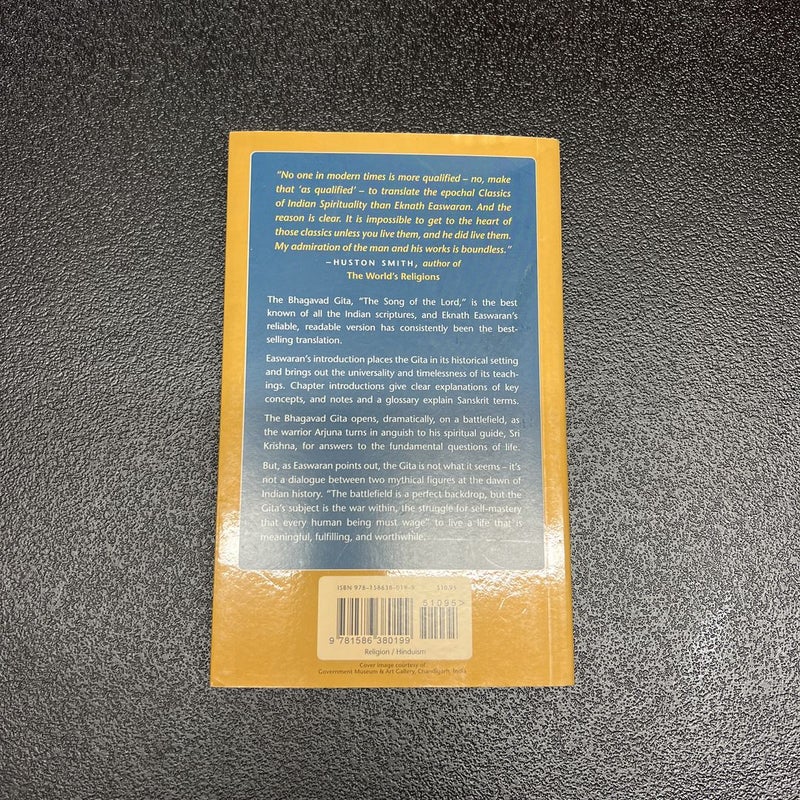 "No one in modern times is more qualified – no, make
that 'as qualified' – to translate the epochal Classics
of Indian Spirituality than Eknath Easwaran. And the
reason is clear. It is impossible to get to the heart of
those classics unless you live them, and he did live them.
My admiration of the man and his works is boundless."
–HUSTON SMITH, author of
The World's Religions
The Bhagavad Gita, "The Song of the Lord," is the best
known of all the Indian scriptures, and Eknath Easwaran's
reliable, readable version has consistently been the best-
selling translation.
Easwaran's introduction places the Gita in its historical setting
and brings out the universality and timelessness of its teach-
ings. Chapter introductions give clear explanations of key
concepts, and notes and a glossary explain Sanskrit terms.
The Bhagavad Gita opens, dramatically, on a battlefield, as
the warrior Arjuna turns in anguish to his spiritual guide, Sri
Krishna, for answers to the fundamental questions of life.
But, as Easwaran points out, the Gita is not what it seems – it's
not a dialogue between two mythical figures at the dawn of
Indian history. "The battlefield is a perfect backdrop, but the
Gita's subject is the war within, the struggle for self-mastery
that every human being must wage" to live a life that is
meaningful, fulfilling, and worthwhile.
ISBN 978-158638-019-9 $10.95
51095>
9 781586 380199
Religion / Hinduism
Cover image courtesy of
Government Museum & Art Gallery, Chandigarh, India